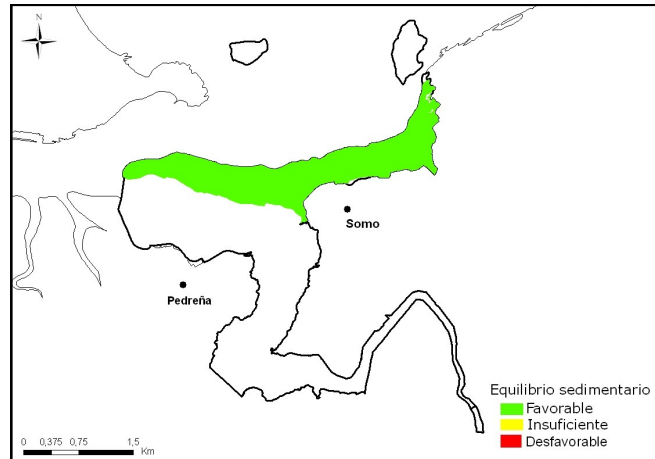 N
Somo
Pedreña
Equilibrio sedimentario
Favorable
Insuficiente
Desfavorable
0 0,375 0,75 1,5
Km